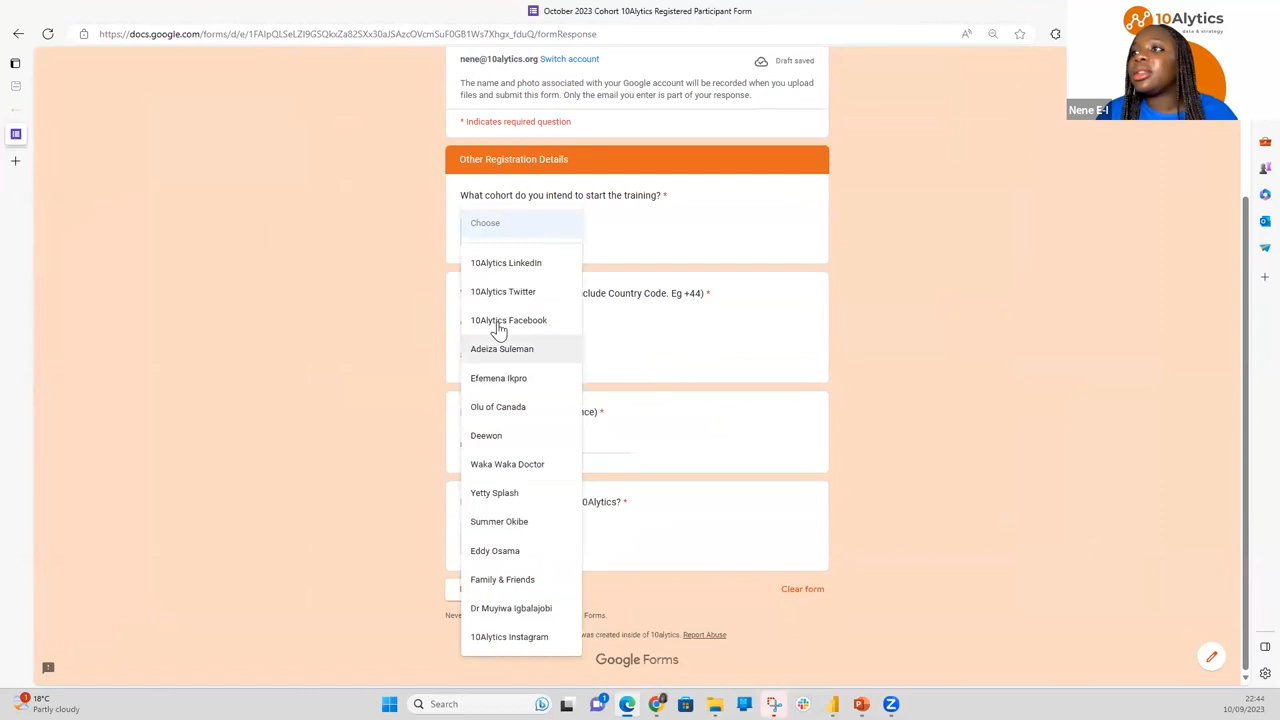 October 2023 Cohort 10Alytics Registered Participant Form
https://docs.google.com/forms/d/e/1FAIpQLSeLZI9GSQkxZa82SXx30aJSAzcOVcmSuF0GB1Ws7Xhgx_fduQ/formResponse
10Alytics
data & strategy
Nene E-I
nene@10alytics.org Switch account
Draft saved
The name and photo associated with your Google account will be recorded when you upload
files and submit this form. Only the email you enter is part of your response.
* Indicates required question
Other Registration Details
What cohort do you intend to start the training? *
Choose
10Alytics LinkedIn
10Alytics Twitter
clude Country Code. Eg +44) *
10Alytics Facebook
Adeiza Suleman
Efemena Ikpro
Olu of Canada
nce) *
Deewon
Waka Waka Doctor
Yetty Splash
10Alytics? *
Summer Okibe
Eddy Osama
Family & Friends
Clear form
Dr Muyiwa Igbalajobi
Neve
Forms.
10Alytics Instagram
was created inside of 10alytics. Report Abuse
Google Forms
1
18°C
Partly cloudy
Search
1
22:44
10/09/2023